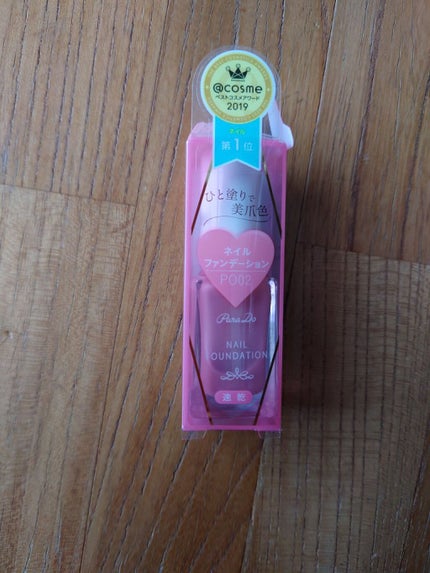 @cosme
ベストコスメアワード
2019
ネイル
第1位
ひと塗りで
美爪色
ネイル
ファンデーション
PO02
Para Do
NAIL
FOUNDATION
速乾